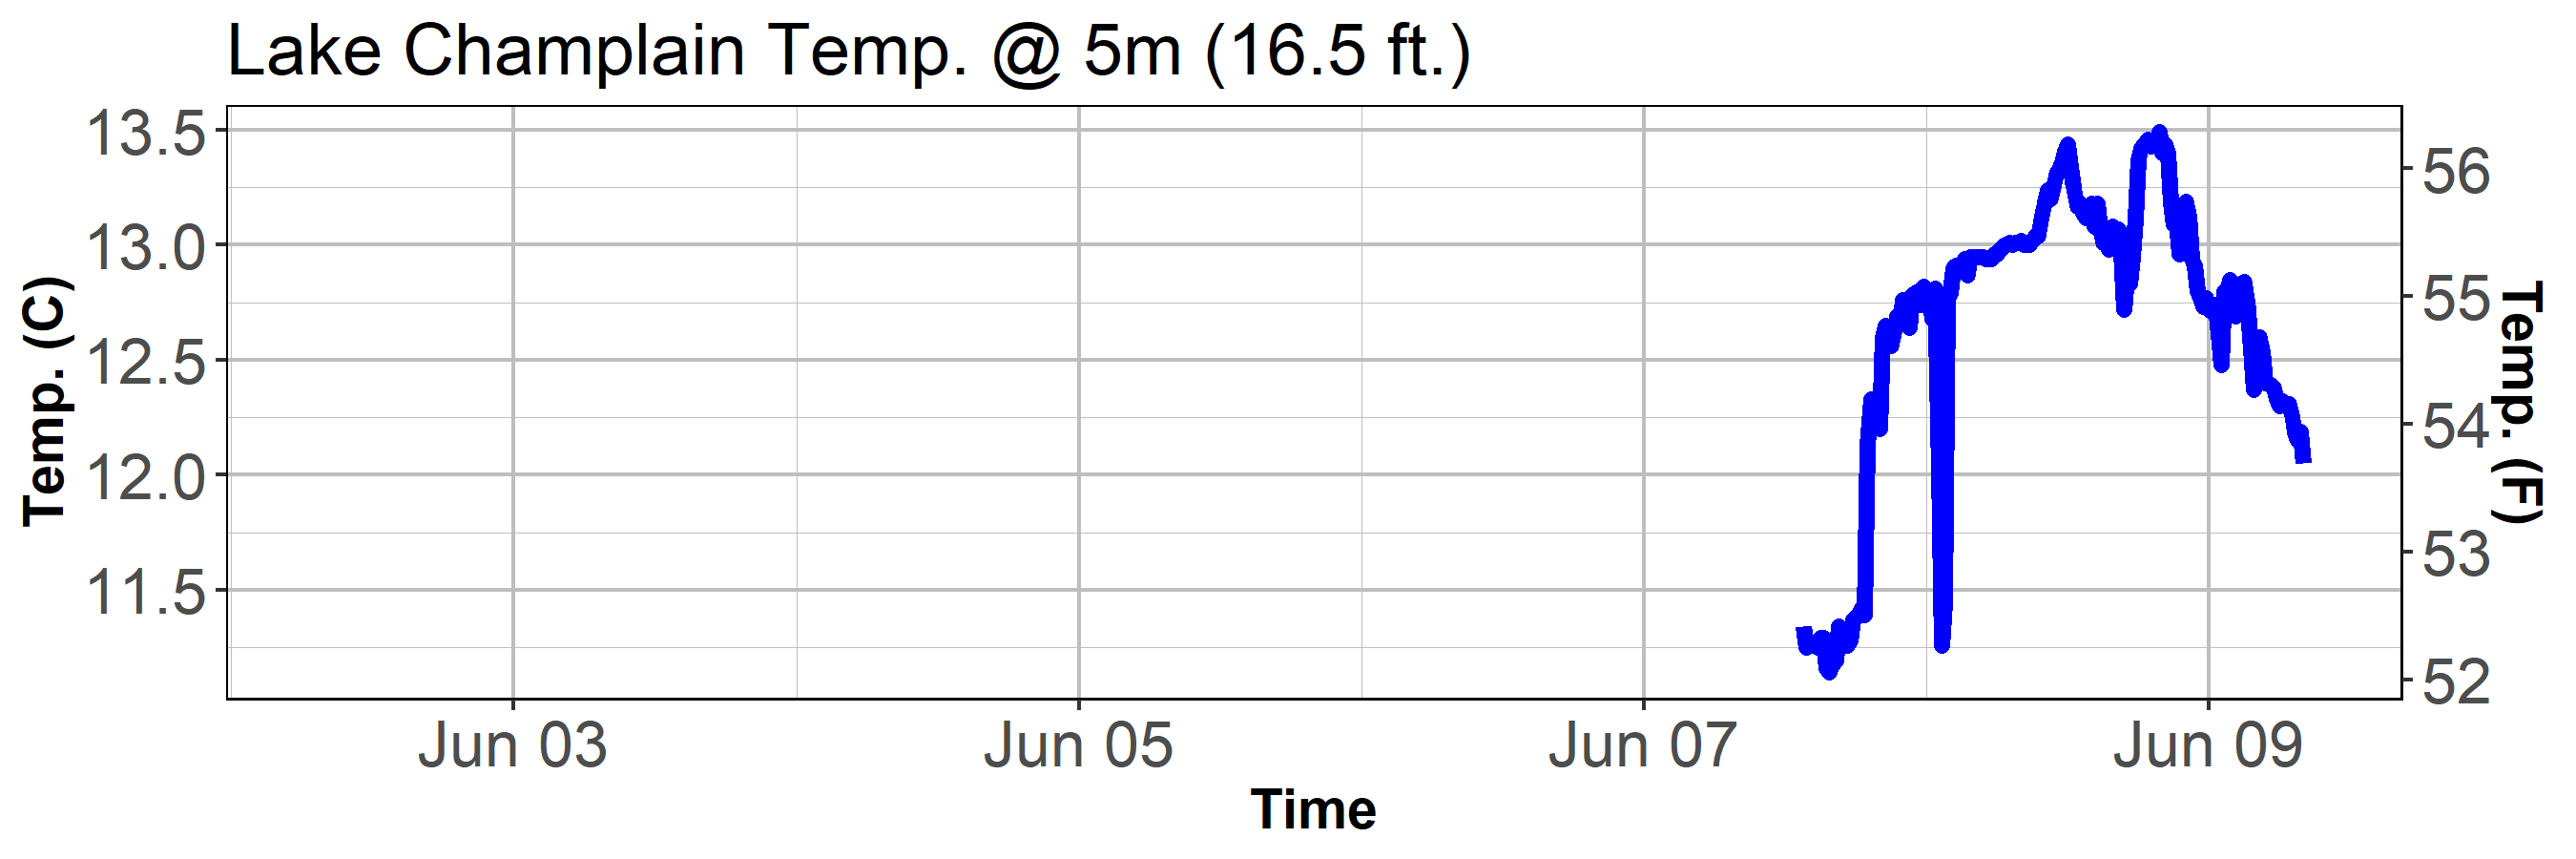 Lake Champlain Temp. @ 5m (16.5 ft.)
13.5
13.0
12.5
12.0
11.5
Temp. (C)
56
55
54
53
52
Temp. (F)
Jun 03 Jun 05 Jun 07 Jun 09
Time